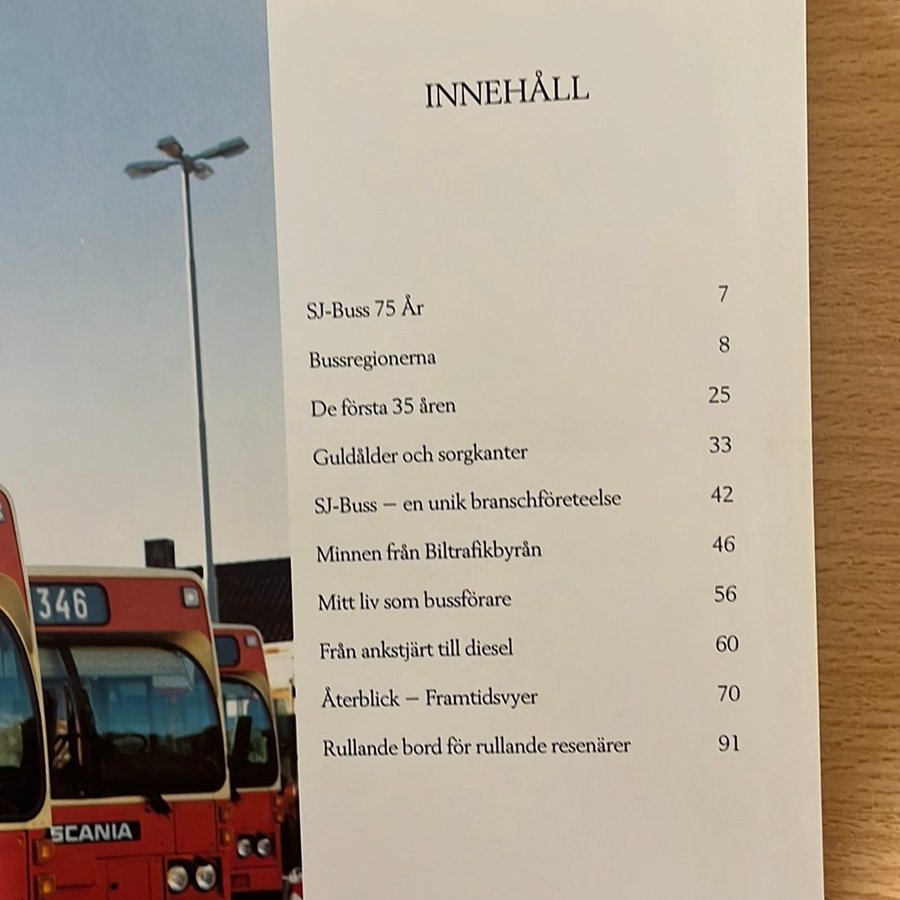 INNEHÅLL
SJ-Buss 75 År 7
Bussregionerna 8
De första 35 åren 25
Guldålder och sorgkanter 33
SJ-Buss – en unik branschföreteelse 42
Minnen från Biltrafikbyrån 46
Mitt liv som bussförare 56
Från ankstjärt till diesel 60
Återblick – Framtidsvyer 70
Rullande bord för rullande resenärer 91
346
SCANIA